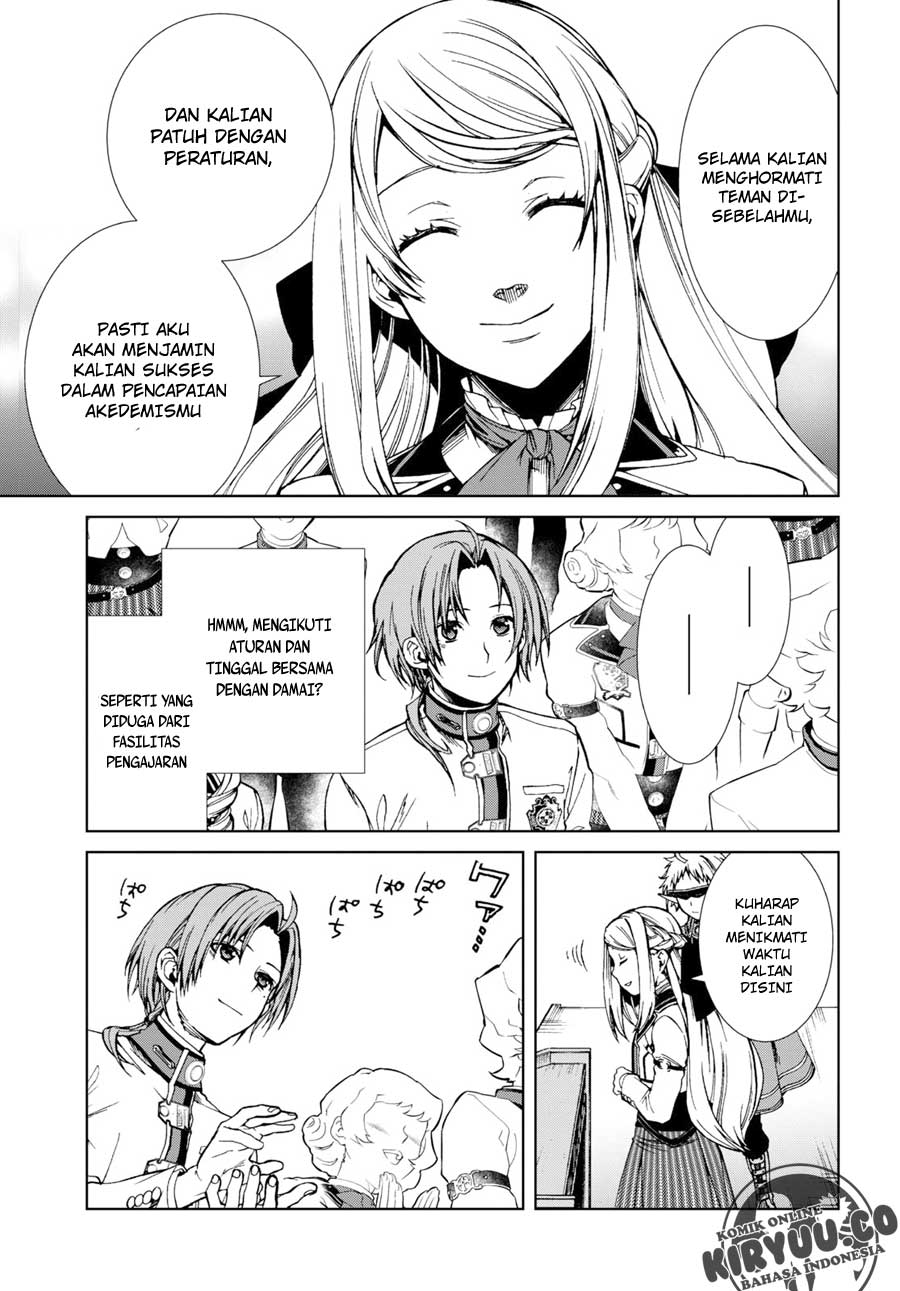 SELAMA KALIAN
MENGHORMATI
TEMAN DI-
SEBELAHMU,
DAN KALIAN
PATUH DENGAN
PERATURAN,
PASTI AKU
AKAN MENJAMIN
KALIAN SUKSES
DALAM PENCAPAIAN
AKEDEMISMU
HMMM, MENGIKUTI
ATURAN DAN
TINGGAL BERSAMA
DENGAN DAMAI?
SEPERTI YANG
DIDUGA DARI
FASILITAS
PENGAJARAN
KUHARAP
KALIAN
MENIKMATI
WAKTU
KALIAN
DISINI
ワァ…
ぱち
ぱち
ぱち
ぱち
KOMIK ONLINE
KIRYUU.CO
BAHASA INDONESIA